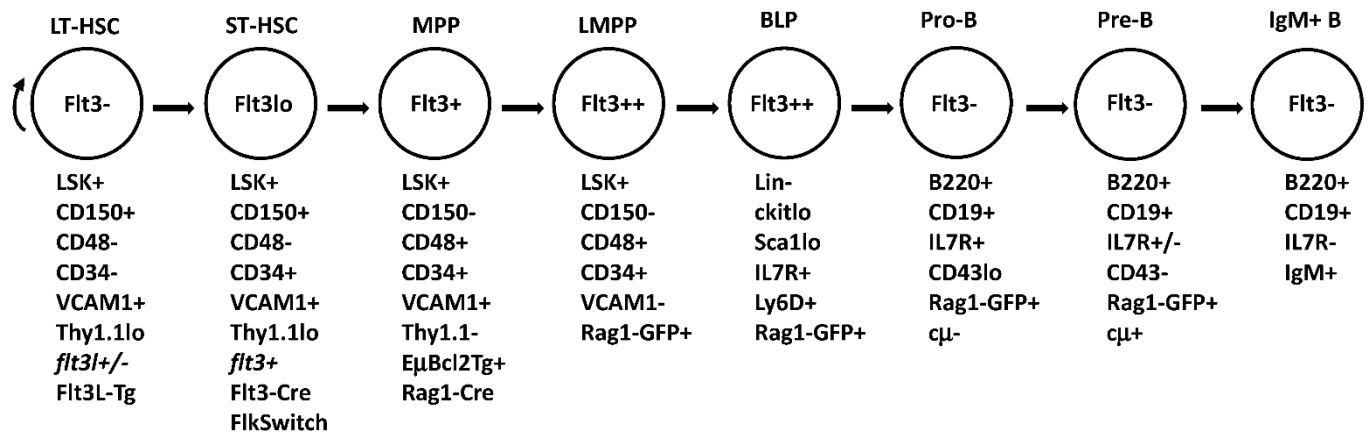 LT-HSC
ST-HSC
MPP
LMPP
BLP
Pro-B
Pre-B
IgM+ B
Flt3-
Flt3lo
Flt3+
Flt3++
Flt3++
Flt3-
Flt3-
Flt3-
LSK+
CD150+
CD48-
CD34-
VCAM1+
Thy1.1lo
flt3l+/-
Flt3L-Tg
LSK+
CD150+
CD48-
CD34+
VCAM1+
Thy1.1lo
flt3+
Flt3-Cre
FlkSwitch
LSK+
CD150-
CD48+
CD34+
VCAM1+
Thy1.1-
EμBcl2Tg+
Rag1-Cre
LSK+
CD150-
CD48+
CD34+
VCAM1-
Rag1-GFP+
Lin-
ckitlo
Sca1lo
IL7R+
Ly6D+
Rag1-GFP+
B220+
CD19+
IL7R+
CD43lo
Rag1-GFP+
cμ-
B220+
CD19+
IL7R+/-
CD43-
Rag1-GFP+
cμ+
B220+
CD19+
IL7R-
IgM+